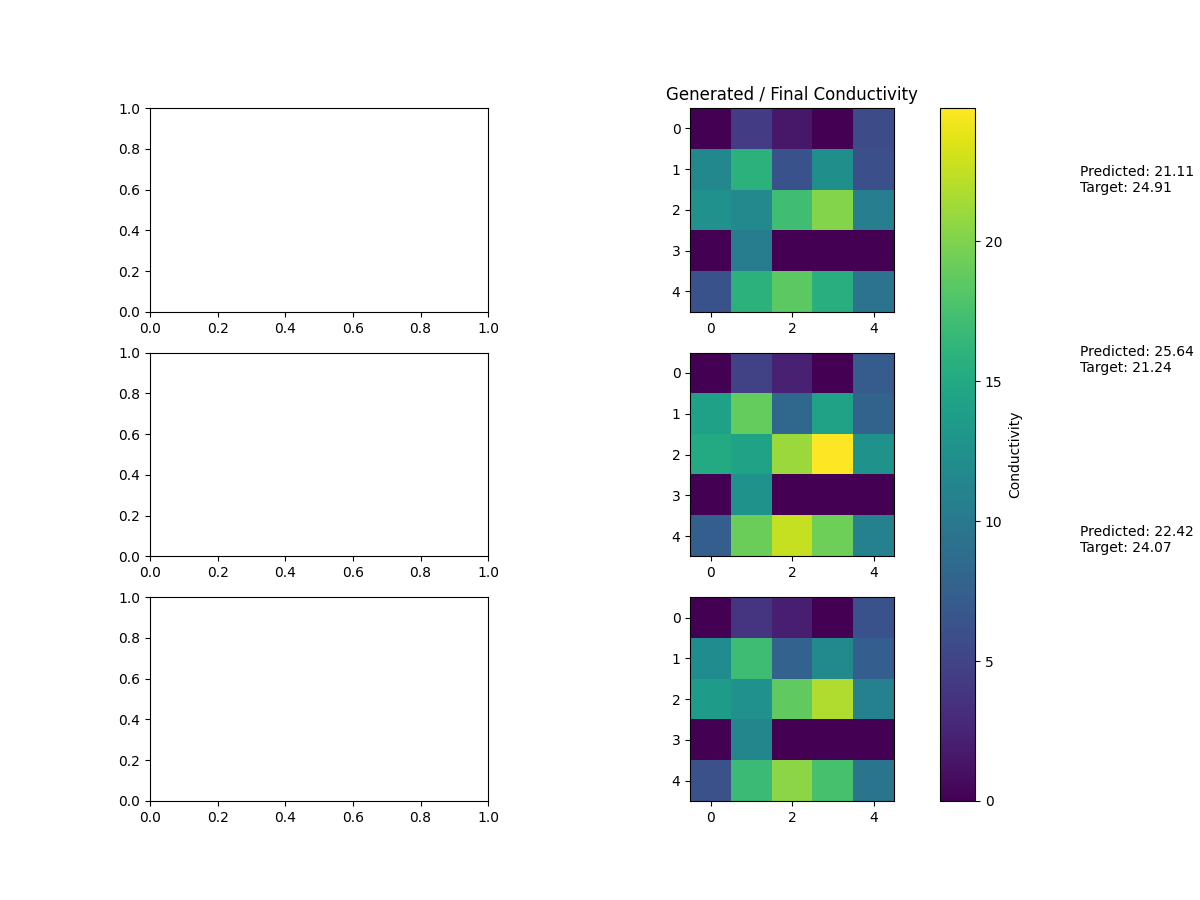 Generated / Final Conductivity
1.0
0.8
0.6
0.4
0.2
0.0
0.0 0.2 0.4 0.6 0.8 1.0
0
1
2
3
4
0 2 4
Predicted: 21.11
Target: 24.91
1.0
0.8
0.6
0.4
0.2
0.0
0.0 0.2 0.4 0.6 0.8 1.0
0
1
2
3
4
0 2 4
Predicted: 25.64
Target: 21.24
1.0
0.8
0.6
0.4
0.2
0.0
0.0 0.2 0.4 0.6 0.8 1.0
0
1
2
3
4
0 2 4
Predicted: 22.42
Target: 24.07
20
15
10
5
0
Conductivity